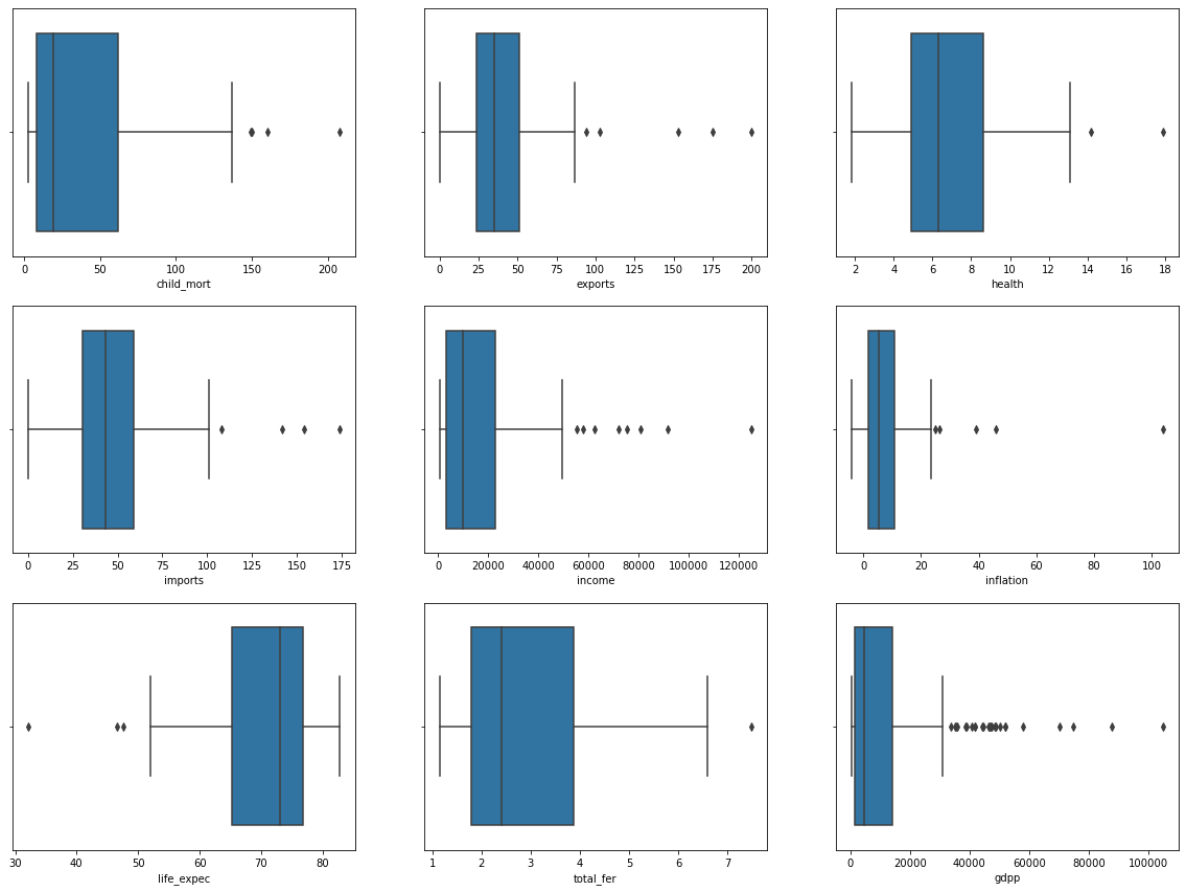 0 50 100 150 200
child_mort
0 25 50 75 100 125 150 175 200
exports
2 4 6 8 10 12 14 16 18
health
0 25 50 75 100 125 150 175
imports
0 20000 40000 60000 80000 100000 120000
income
0 20 40 60 80 100
inflation
30 40 50 60 70 80
life_expec
1 2 3 4 5 6 7
total_fer
0 20000 40000 60000 80000 100000
gdpp